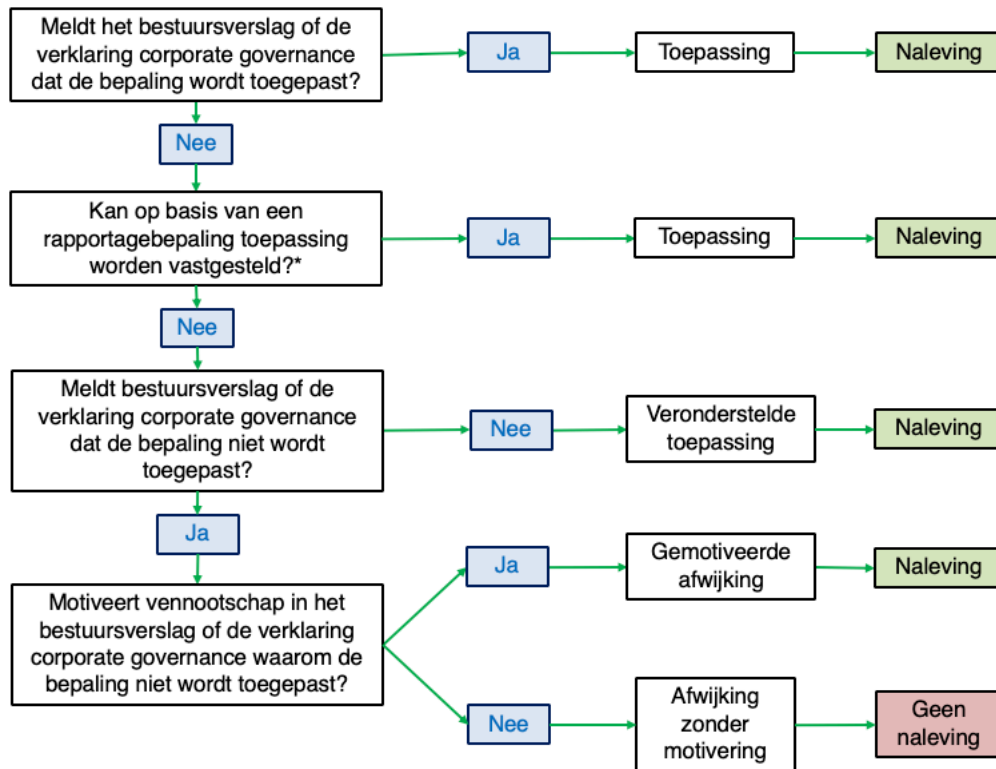 Meldt het bestuursverslag of de
verklaring corporate governance
dat de bepaling wordt toegepast?
Ja
Toepassing
Naleving
Nee
Kan op basis van een
rapportagebepaling toepassing
worden vastgesteld?*
Ja
Toepassing
Naleving
Nee
Meldt bestuursverslag of de
verklaring corporate governance
dat de bepaling niet wordt
toegepast?
Nee
Veronderstelde
toepassing
Naleving
Ja
Motiveert vennootschap in het
bestuursverslag of de verklaring
corporate governance waarom de
bepaling niet wordt toegepast?
Ja
Gemotiveerde
afwijking
Naleving
Nee
Afwijking
zonder
motivering
Geen
naleving